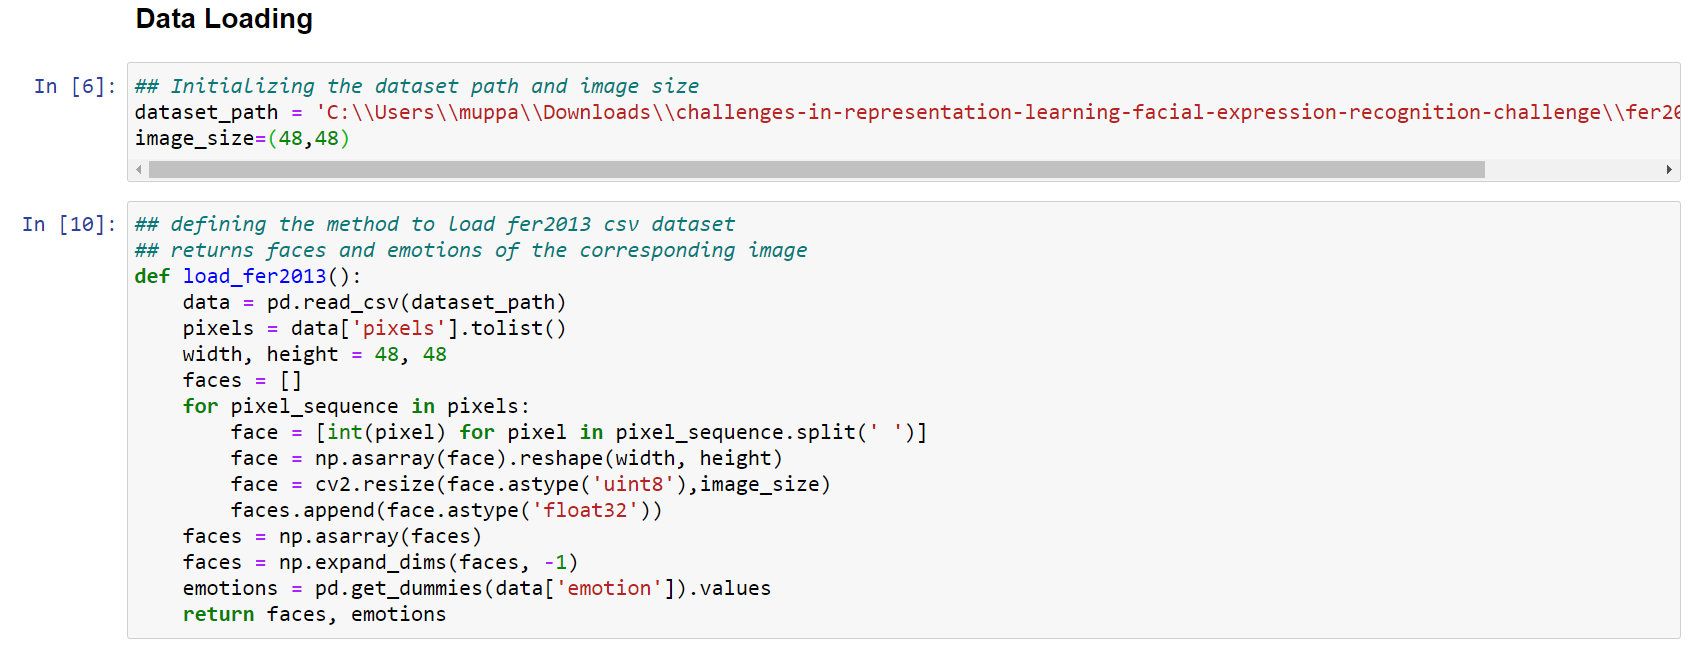 Data Loading
In [6]: ## Initializing the dataset path and image size
dataset_path = 'C:\\Users\\muppa\\Downloads\\challenges-in-representation-learning-facial-expression-recognition-challenge\\fer20
image_size=(48,48)
In [10]: ## defining the method to load fer2013 csv dataset
## returns faces and emotions of the corresponding image
def load_fer2013():
    data = pd.read_csv(dataset_path)
    pixels = data['pixels'].tolist()
    width, height = 48, 48
    faces = []
    for pixel_sequence in pixels:
        face = [int(pixel) for pixel in pixel_sequence.split(' ')]
        face = np.asarray(face).reshape(width, height)
        face = cv2.resize(face.astype('uint8'),image_size)
        faces.append(face.astype('float32'))
    faces = np.asarray(faces)
    faces = np.expand_dims(faces, -1)
    emotions = pd.get_dummies(data['emotion']).values
    return faces, emotions